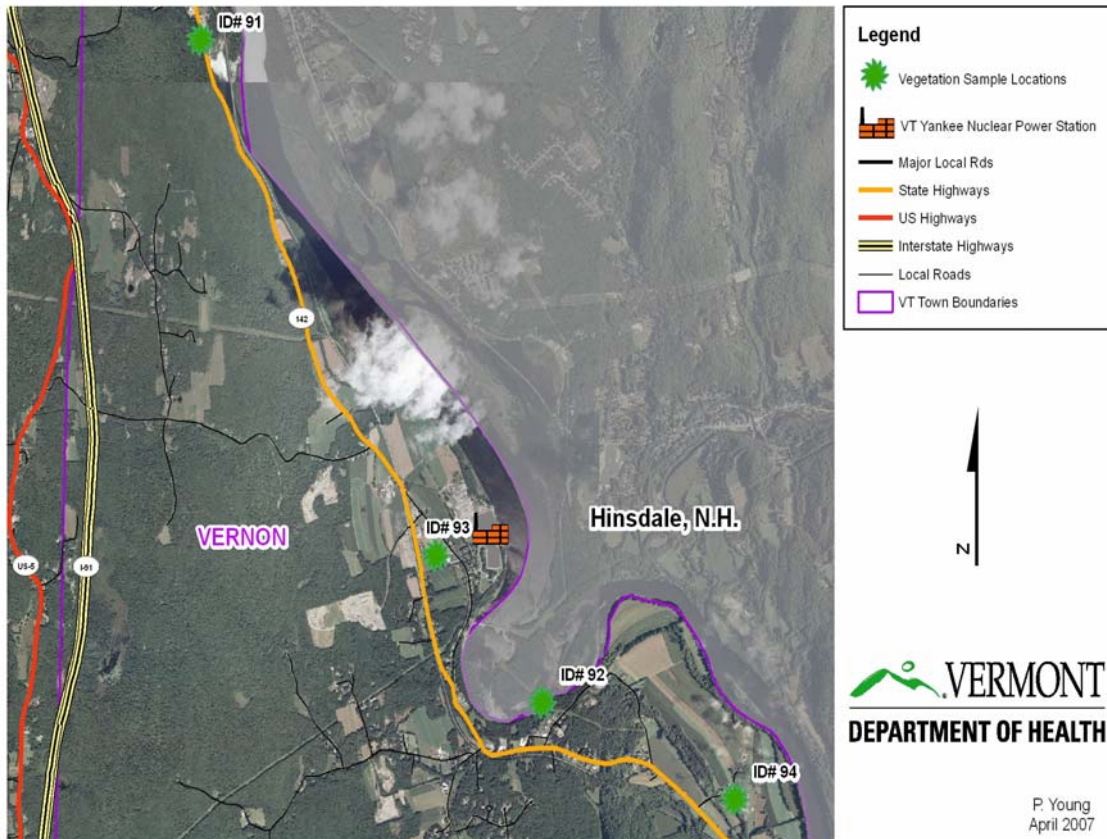 ID# 91
142
ID# 93
VERNON
Hinsdale, N.H.
US-5
I-91
ID# 92
ID# 94
Legend
Vegetation Sample Locations
VT Yankee Nuclear Power Station
Major Local Rds
State Highways
US Highways
Interstate Highways
Local Roads
VT Town Boundaries
N
VERMONT
DEPARTMENT OF HEALTH
P. Young
April 2007